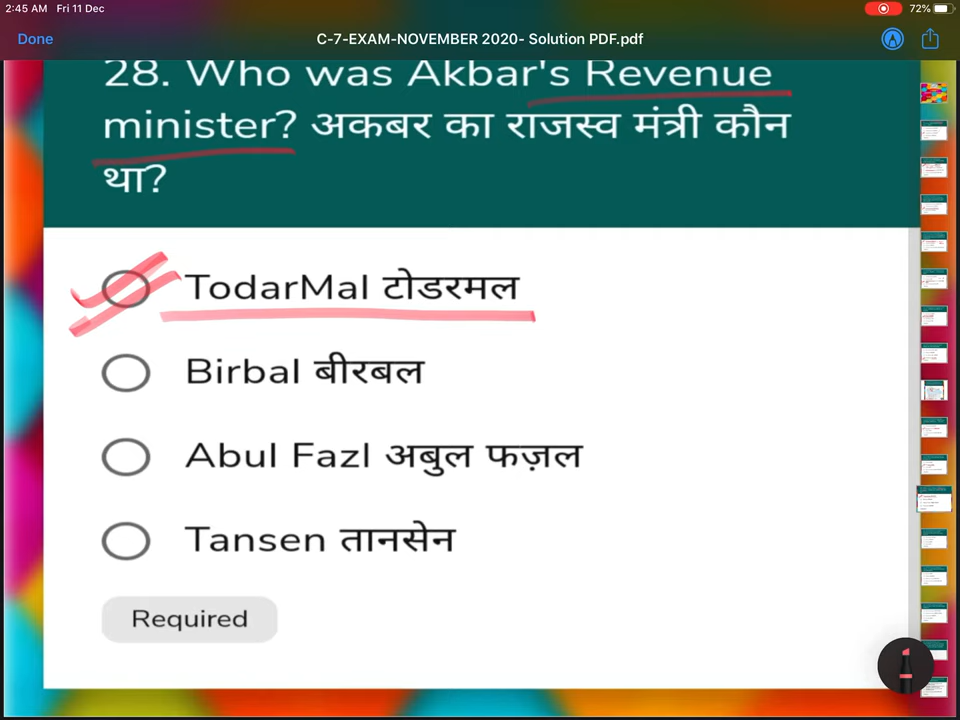 2:45 AM Fri 11 Dec 72%
Done C-7-EXAM-NOVEMBER 2020- Solution PDF.pdf
28. Who was Akbar's Revenue
minister? अकबर का राजस्व मंत्री कौन
था?
TodarMal टोडरमल
Birbal बीरबल
Abul Fazl अबुल फज़ल
Tansen तानसेन
Required